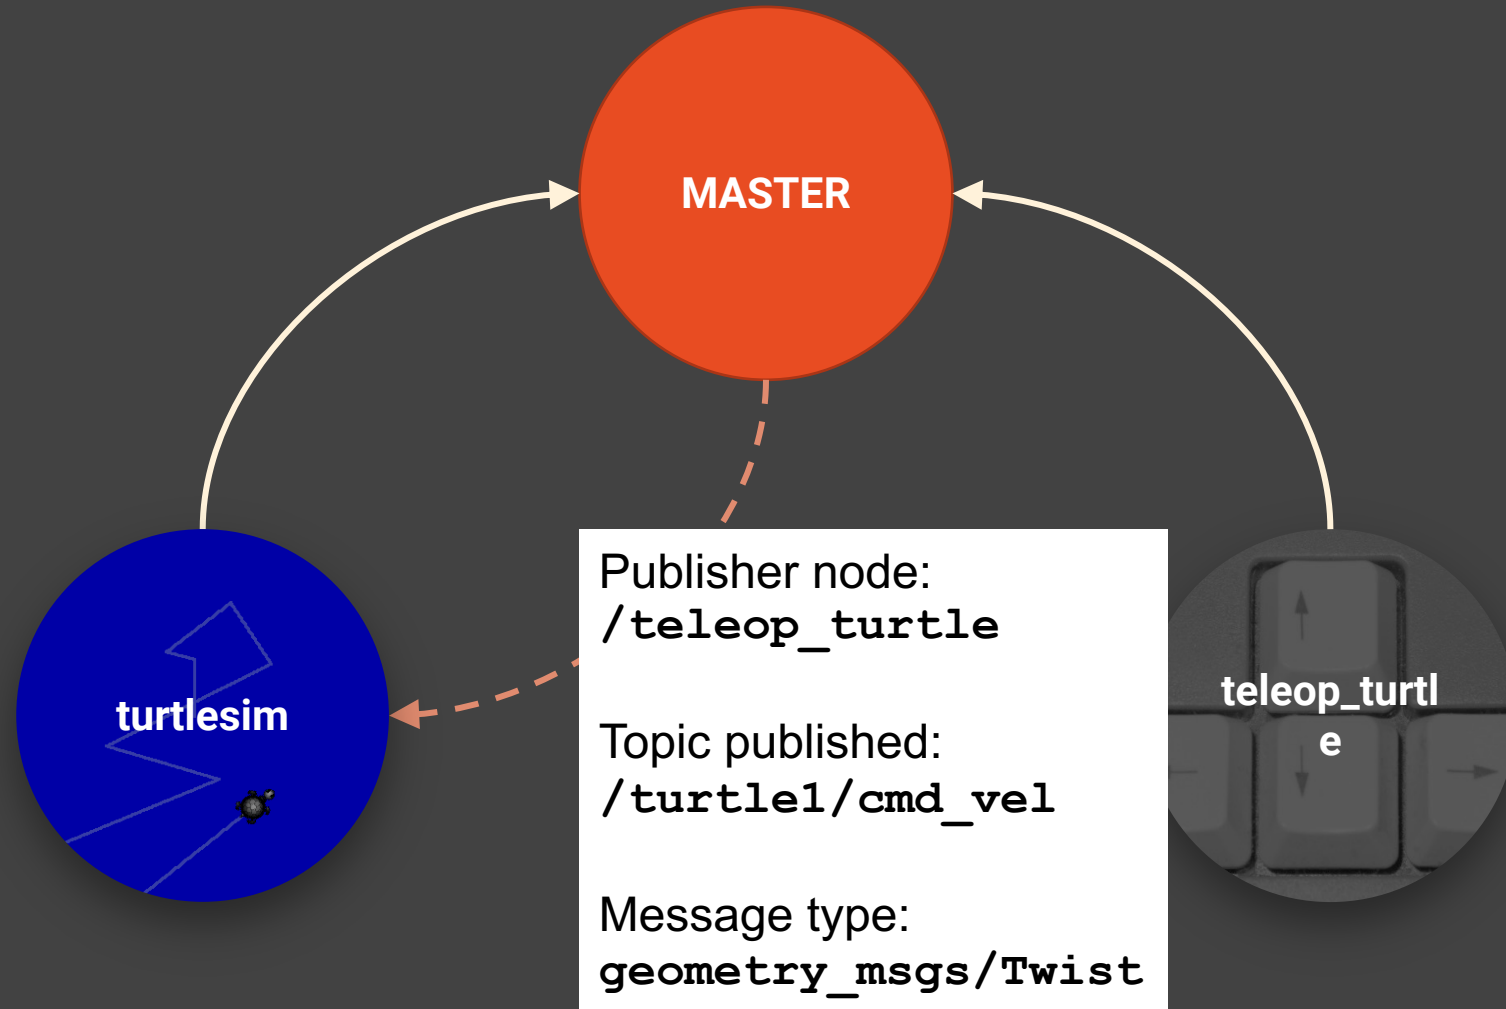 MASTER
turtlesim
Publisher node:
/teleop_turtle
Topic published:
/turtle1/cmd_vel
Message type:
geometry_msgs/Twist
teleop_turtl
e